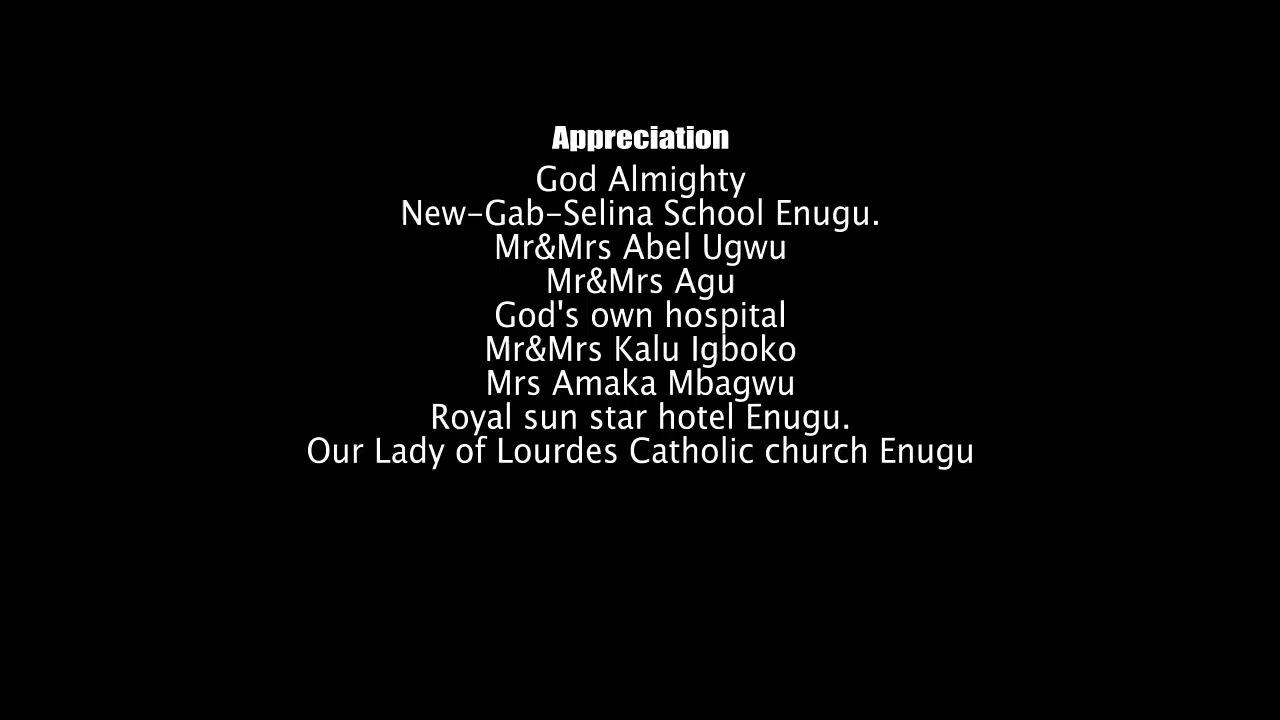 Appreciation
God Almighty
New-Gab-Selina School Enugu.
Mr&Mrs Abel Ugwu
Mr&Mrs Agu
God's own hospital
Mr&Mrs Kalu Igboko
Mrs Amaka Mbagwu
Royal sun star hotel Enugu.
Our Lady of Lourdes Catholic church Enugu